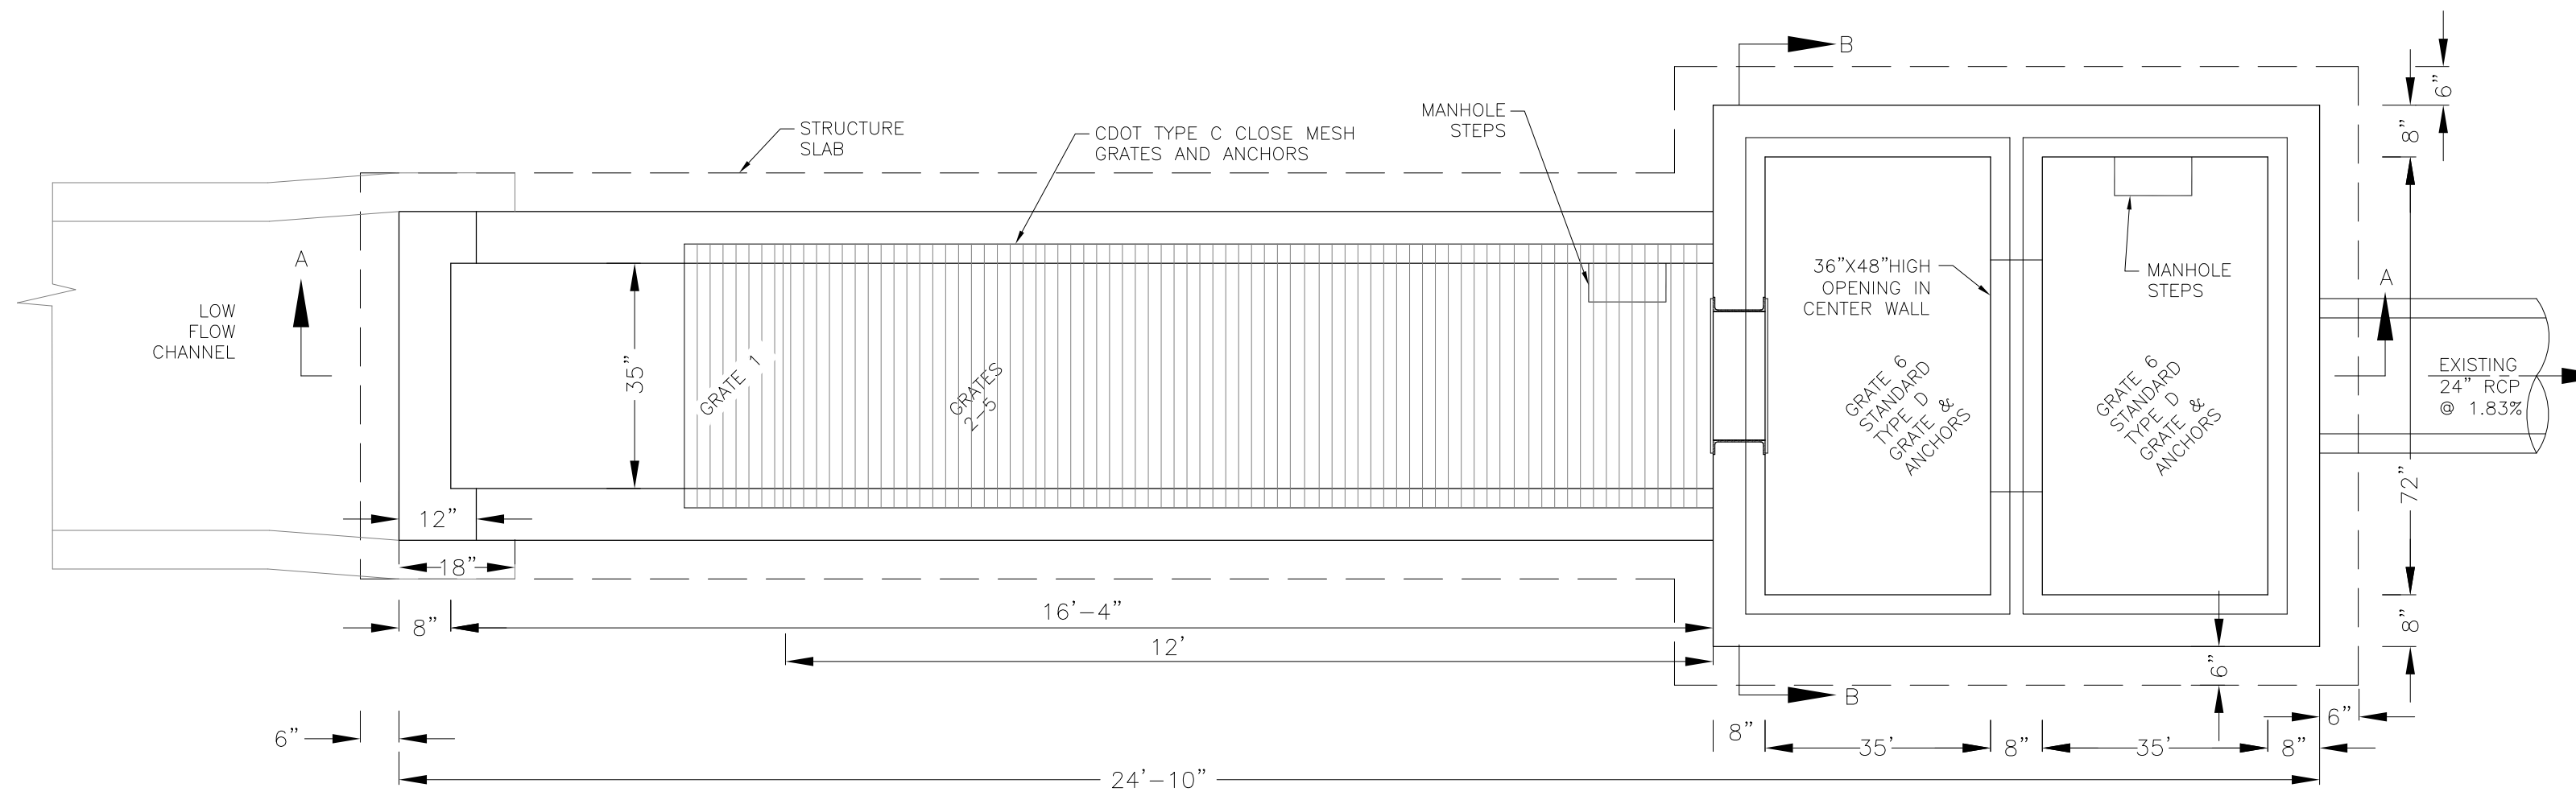 B
6"
8"
STRUCTURE
SLAB
CDOT TYPE C CLOSE MESH
GRATES AND ANCHORS
MANHOLE
STEPS
A
LOW
FLOW
CHANNEL
36"X48"HIGH
OPENING IN
CENTER WALL
MANHOLE
STEPS
A
35"
GRATE 1
GRATES
2-5
GRATE 6
STANDARD
TYPE D
GRATE &
ANCHORS
GRATE 6
STANDARD
TYPE D
GRATE &
ANCHORS
EXISTING
24" RCP
@ 1.83%
72"
12"
18"
8"
16'-4"
12'
8"
6"
B
6"
6"
8"
35'
8"
35'
8"
24'-10"